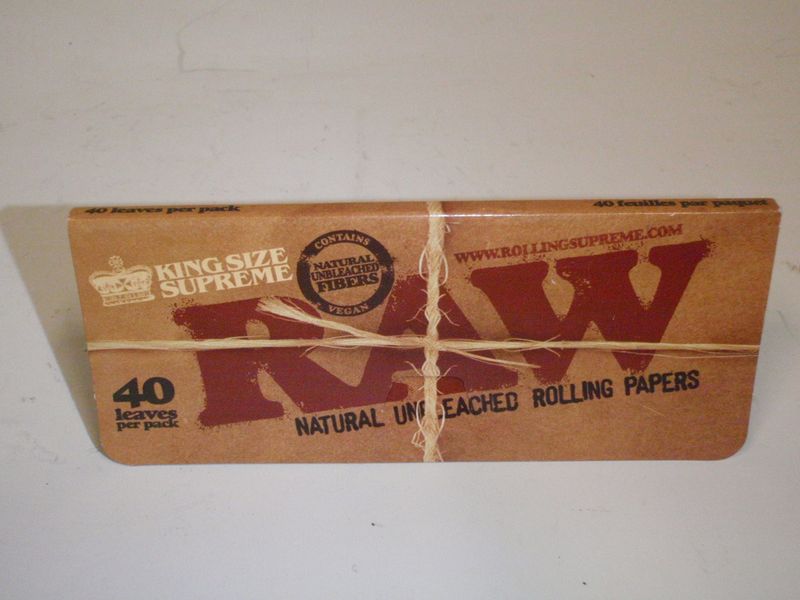 40 leaves per pack
40 feuilles par paquet
KING SIZE
SUPREME
CONTAINS
NATURAL
UNBLEACHED
FIBERS
VEGAN
WWW.ROLLINGSUPREME.COM
RAW
40
leaves
per pack
NATURAL UNBLEACHED ROLLING PAPERS